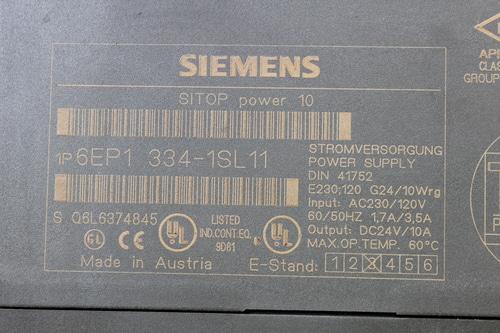 SIEMENS
SITOP power 10
1P 6EP1 334-1SL11
S Q6L6374845
LISTED
IND.CONT.EQ.
9D81
Made in Austria
STROMVERSORGUNG
POWER SUPPLY
DIN 41752
E230;120 G24/10Wrg
Input: AC230/120V
60/50HZ 1,7A/3,5A
Output: DC24V/10A
MAX.OP.TEMP. 60°C
E-Stand: 1 2 3 4 5 6
GROUP